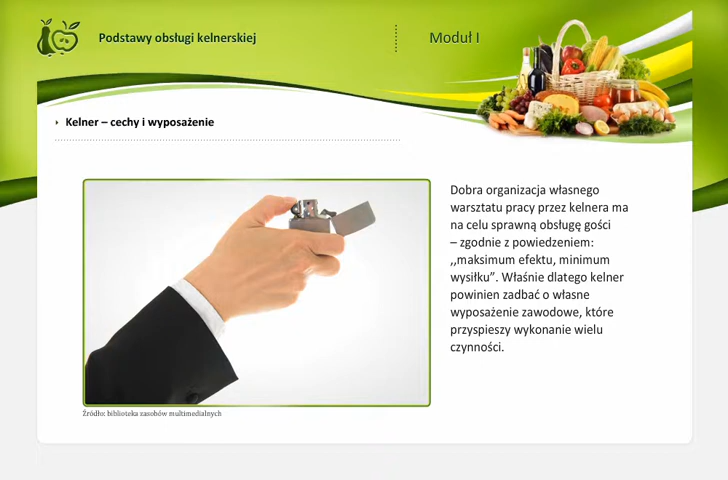 Podstawy obsługi kelnerskiej
Moduł I
Kelner – cechy i wyposażenie
Dobra organizacja własnego
warsztatu pracy przez kelnera ma
na celu sprawną obsługę gości
– zgodnie z powiedzeniem:
,,maksimum efektu, minimum
wysiłku”. Właśnie dlatego kelner
powinien zadbać o własne
wyposażenie zawodowe, które
przyspieszy wykonanie wielu
czynności.
Źródło: biblioteka zasobów multimedialnych